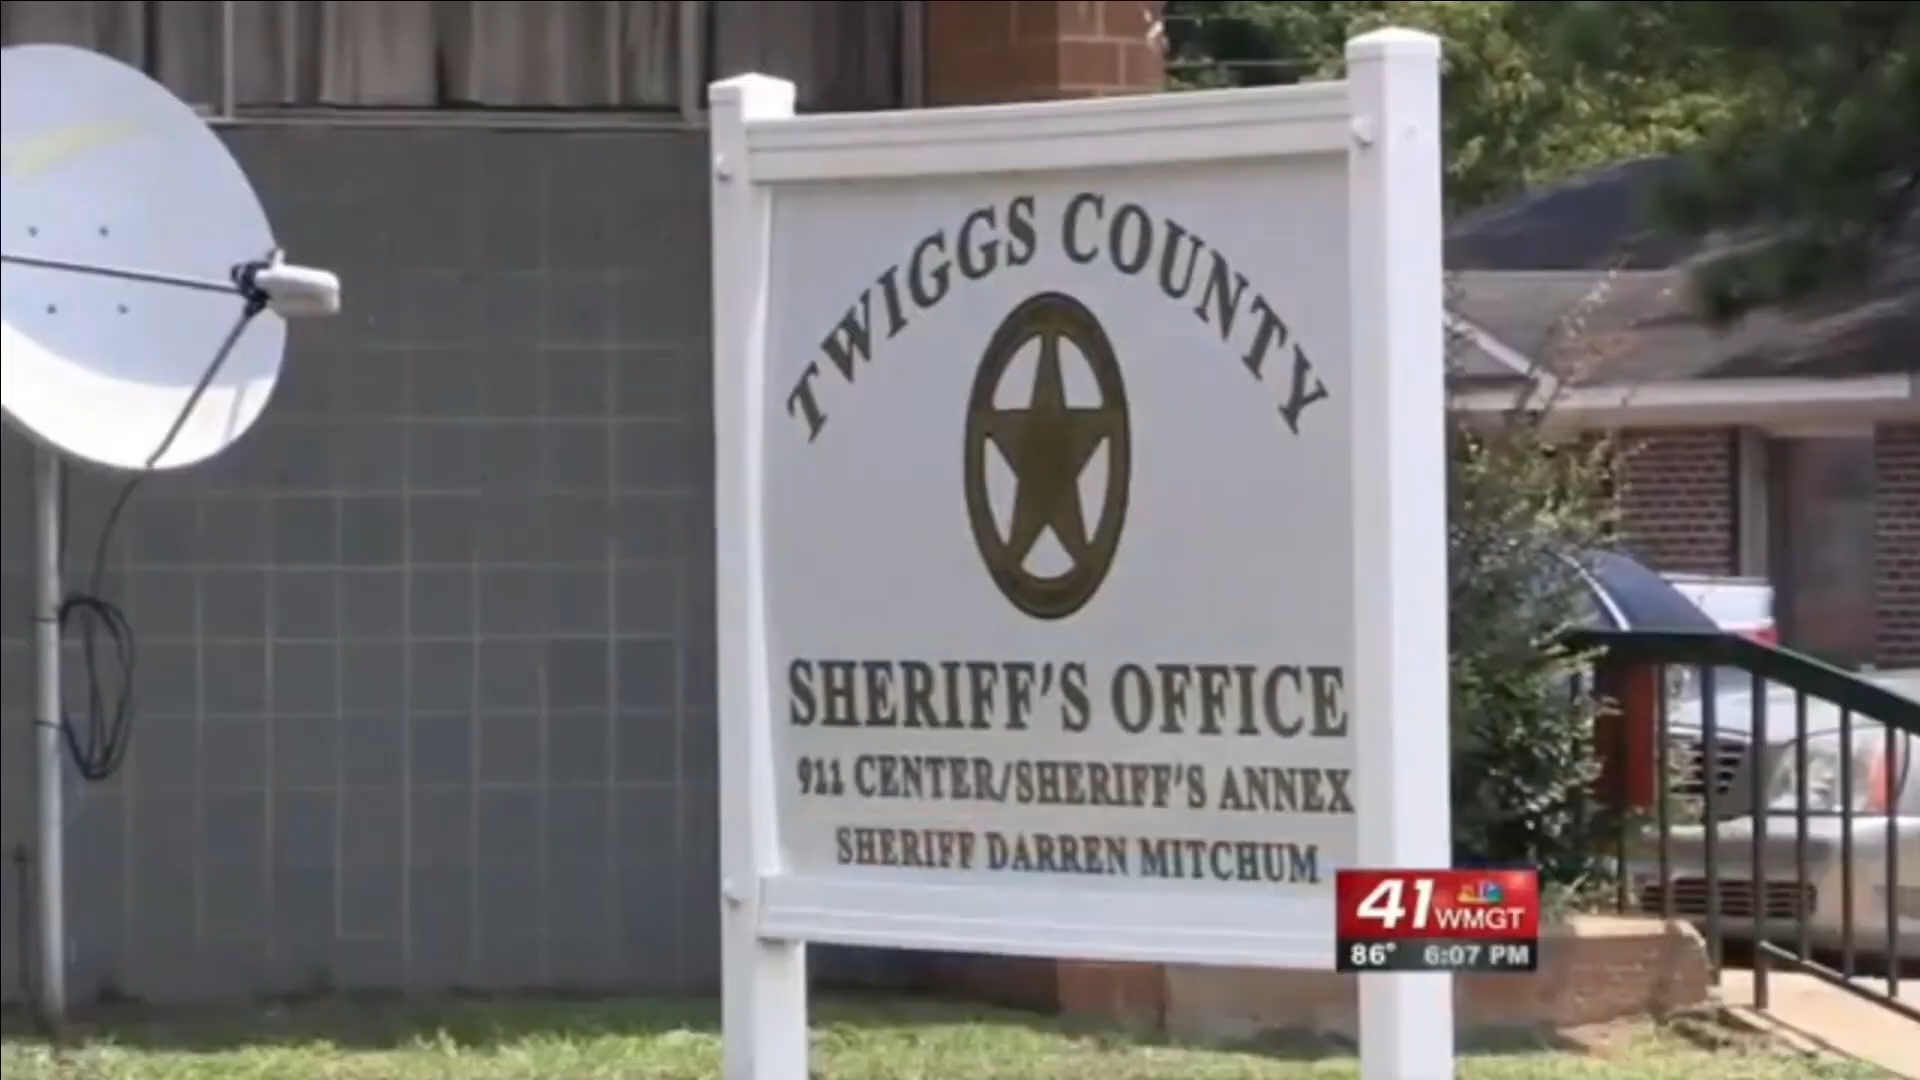 TWIGGS COUNTY
SHERIFF'S OFFICE
911 CENTER/SHERIFF'S ANNEX
SHERIFF DARREN MITCHUM
41 WMGT
86° 6:07 PM